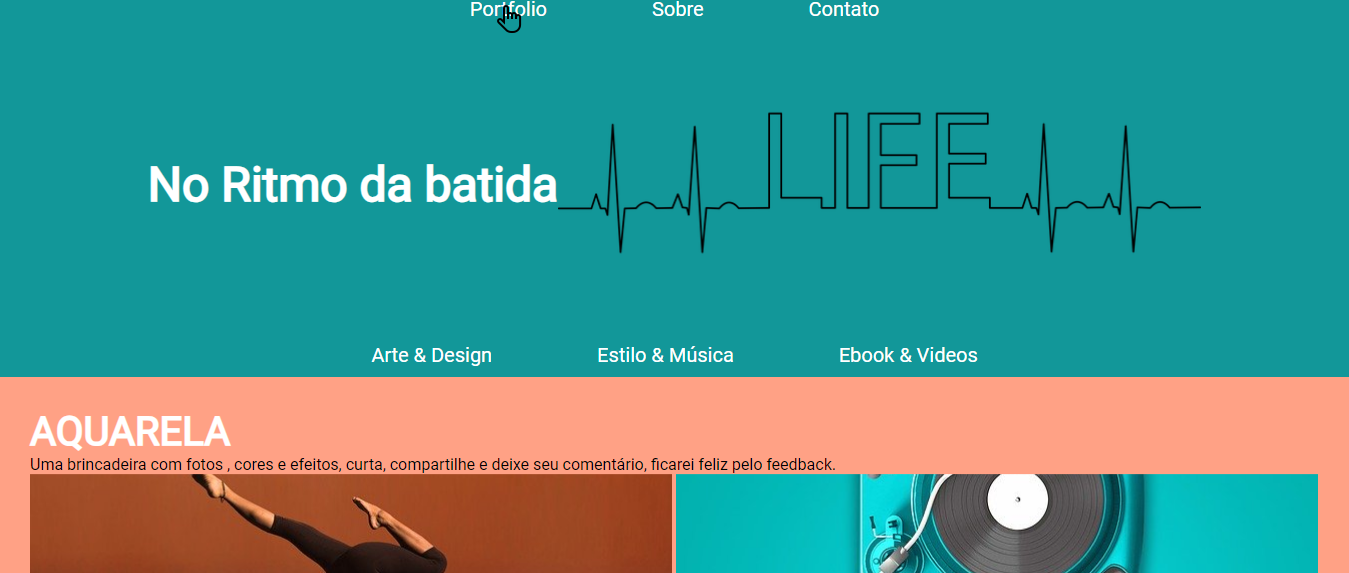 Portfolio Sobre Contato
LIFE
No Ritmo da batida
Arte & Design Estilo & Música Ebook & Videos
AQUARELA
Uma brincadeira com fotos , cores e efeitos, curta, compartilhe e deixe seu comentário, ficarei feliz pelo feedback.